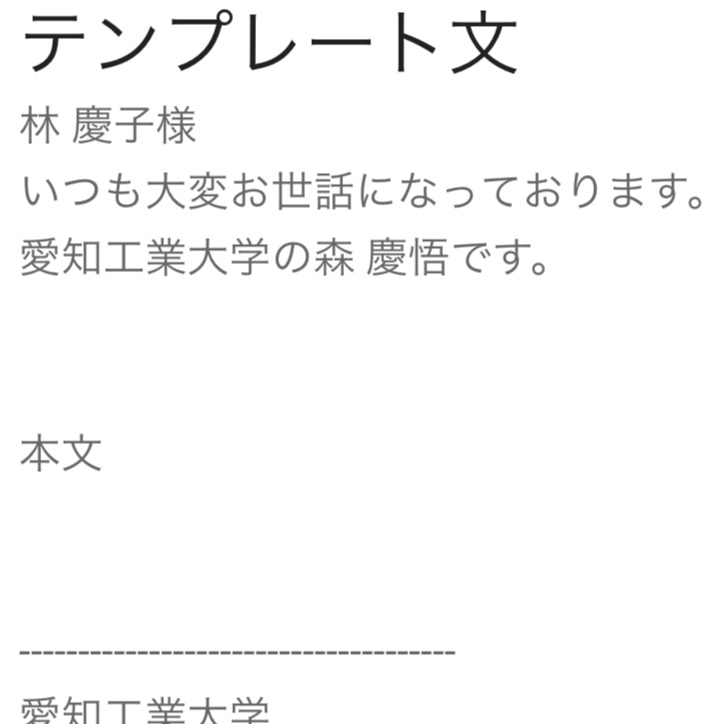 テンプレート文
林 慶子様
いつも大変お世話になっております。
愛知工業大学の森 慶悟です。
本文
-------------------------------------
愛知工業大学